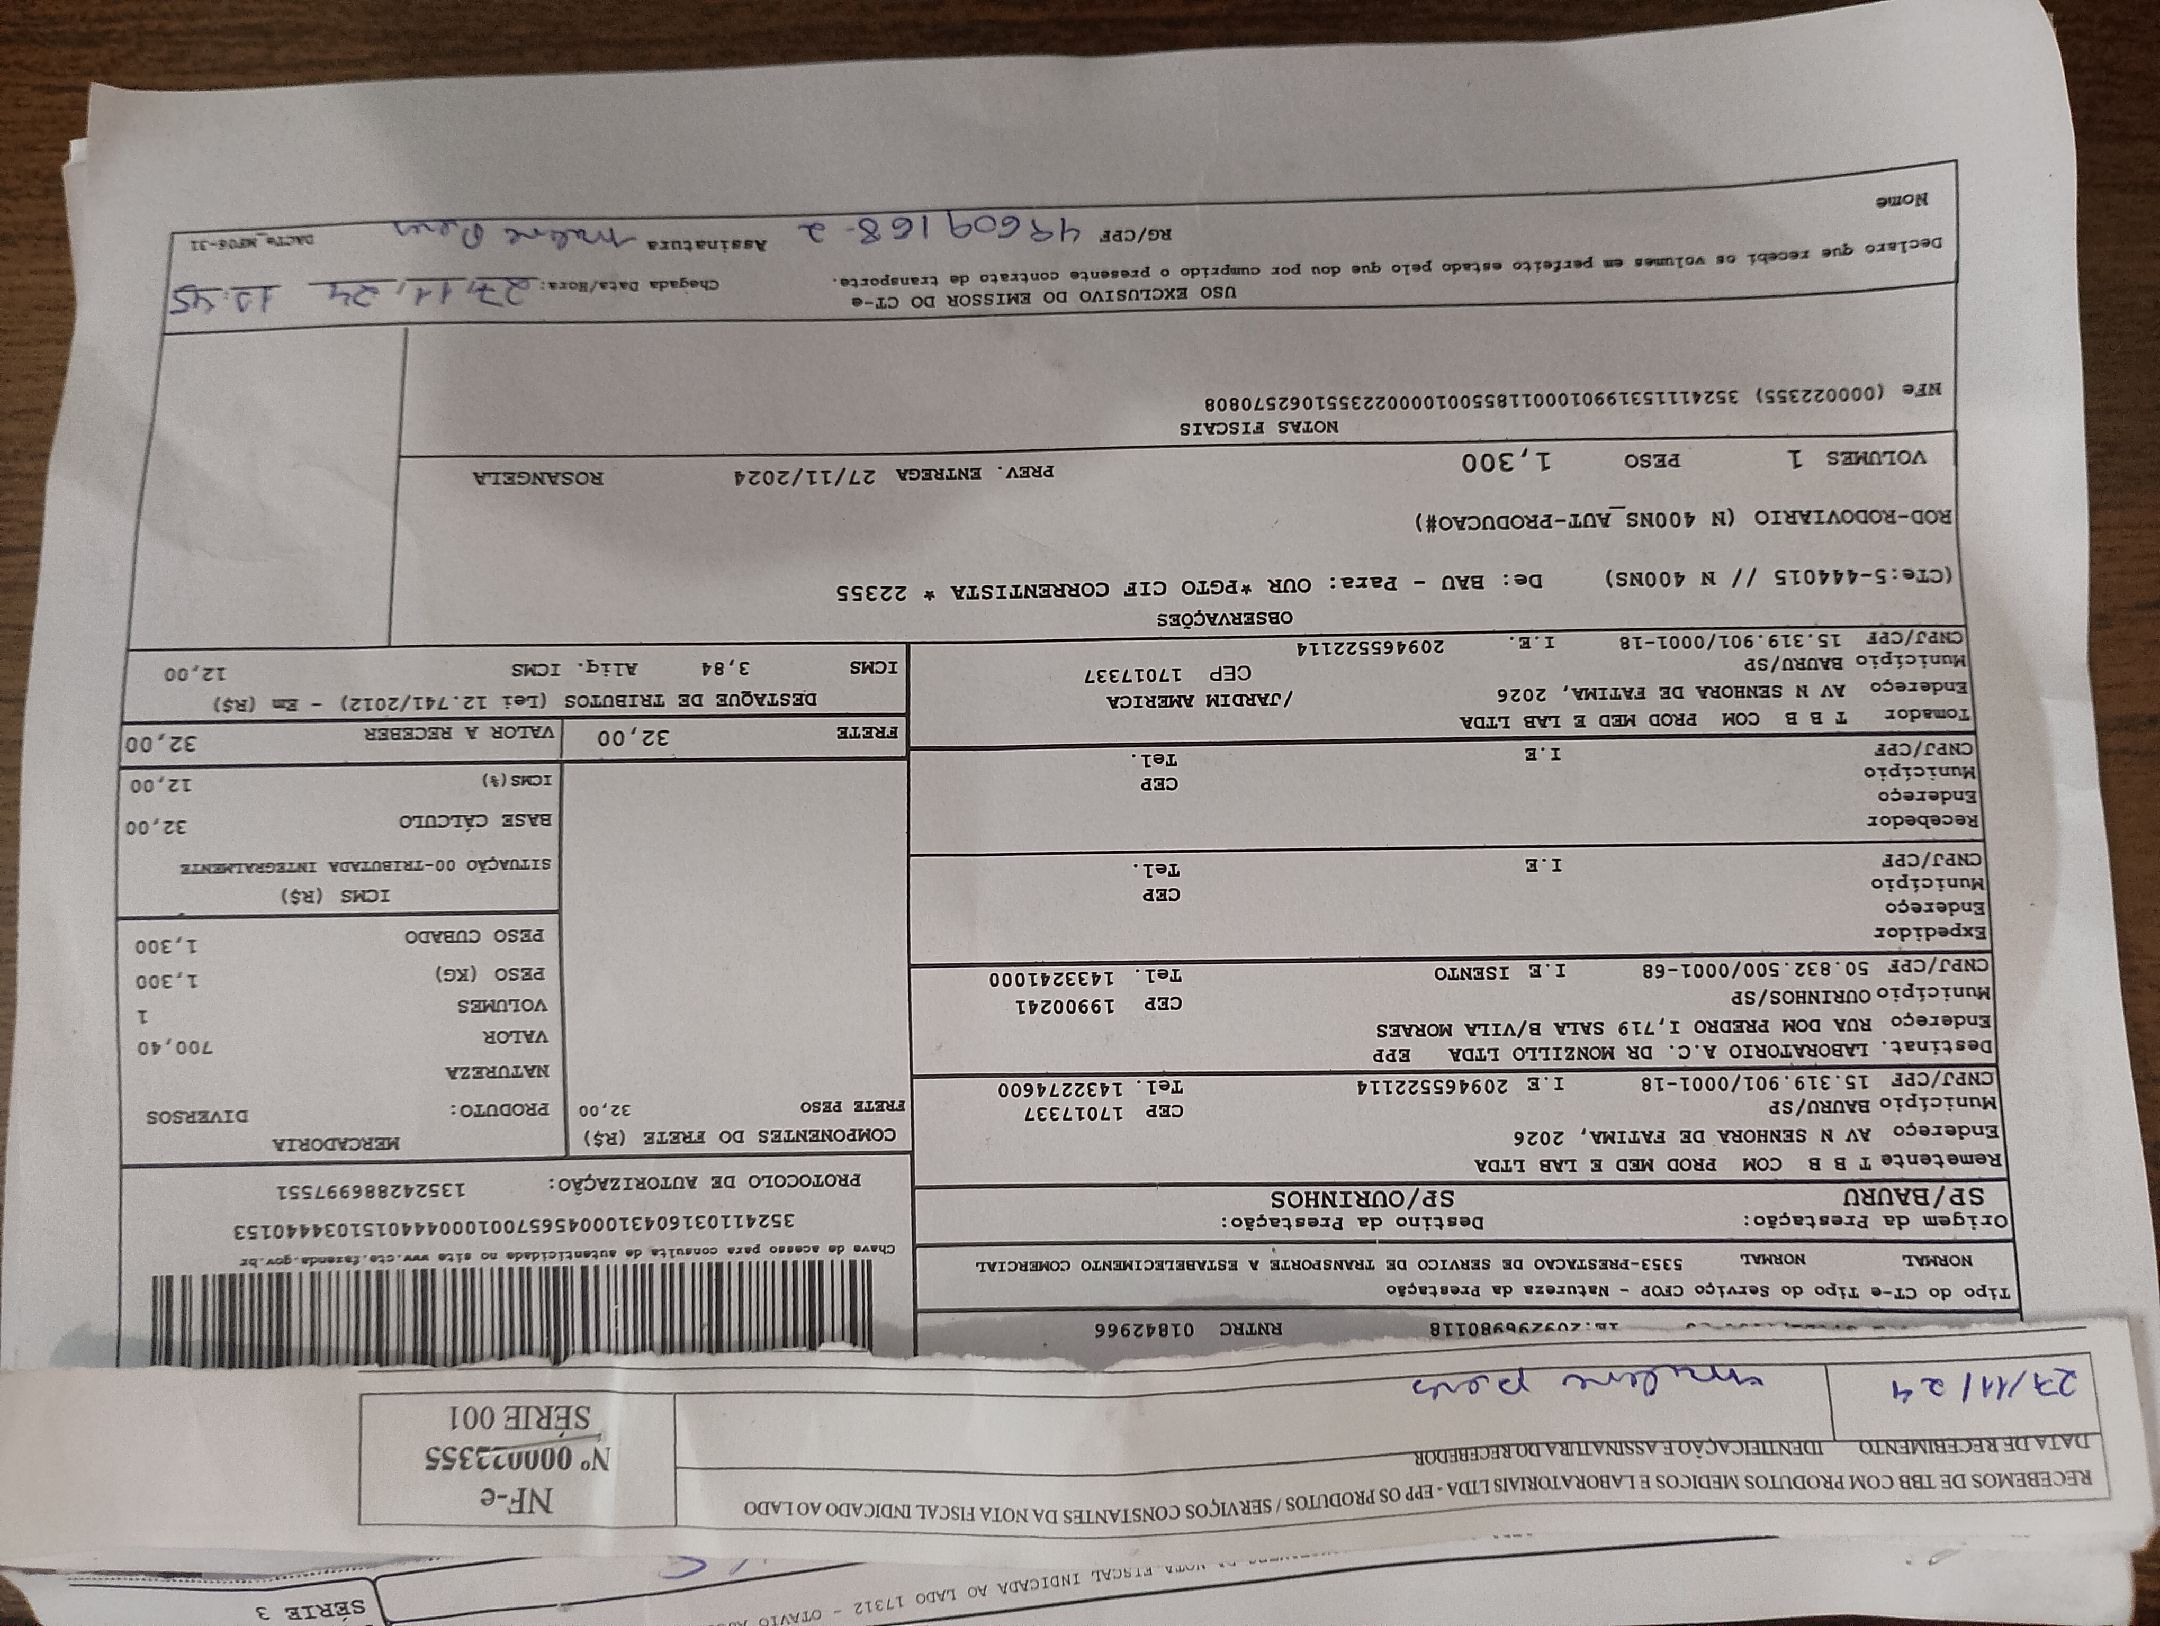 SÉRIE 3
NOTA FISCAL INDICADA AO LADO 17312 - OTAVIO
RECEBEMOS DE TBB COM PRODUTOS MEDICOS E LABORATORIAIS LTDA - EPP OS PRODUTOS / SERVIÇOS CONSTANTES DA NOTA FISCAL INDICADO AO LADO
NF-e
Nº 000022355
SÉRIE 001
DATA DE RECEBIMENTO
IDENTIFICAÇÃO E ASSINATURA DO RECEBEDOR
27/11/24
RNTRC 01842966
Tipo do CT-e Tipo do Serviço CFOP - Natureza da Prestação
NORMAL NORMAL 5353-PRESTACAO DE SERVICO DE TRANSPORTE A ESTABELECIMENTO COMERCIAL
Origem da Prestação: Destino da Prestação:
SP/BAURU SP/OURINHOS
Chave de acesso para consulta de autenticidade no site www.cte.fazenda.gov.br
PROTOCOLO DE AUTORIZAÇÃO: 135242886997551
Remetente T B B COM PROD MED E LAB LTDA
Endereço AV N SENHORA DE FATIMA, 2026
Município BAURU/SP CEP 17017337
CNPJ/CPF 15.319.901/0001-18 I.E 209465522114 Tel. 1432274600
Destinat. LABORATORIO A.C. DR MONZILLO LTDA EPP
Endereço RUA DOM PREDRO I,719 SALA B/VILA MORAES
Município OURINHOS/SP CEP 19900241
CNPJ/CPF 50.832.500/0001-68 I.E ISENTO Tel. 1433241000
Expedidor
Endereço
Município CEP
CNPJ/CPF I.E Tel.
Recebedor
Endereço
Município CEP
CNPJ/CPF I.E Tel.
Tomador T B B COM PROD MED E LAB LTDA
Endereço AV N SENHORA DE FATIMA, 2026 /JARDIM AMERICA
Município BAURU/SP CEP 17017337
CNPJ/CPF 15.319.901/0001-18 I.E. 209465522114
COMPONENTES DO FRETE (R$)
FRETE PESO 32,00
MERCADORIA
PRODUTO: DIVERSOS
NATUREZA
VALOR 700,40
VOLUMES 1
PESO (KG) 1,300
PESO CUBADO 1,300
ICMS (R$)
SITUAÇÃO 00-TRIBUTADA INTEGRALMENTE
BASE CÁLCULO 32,00
ICMS(%) 12,00
FRETE 32,00 VALOR A RECEBER 32,00
DESTAQUE DE TRIBUTOS (Lei 12.741/2012) - Em (R$)
ICMS 3,84 Aliq. ICMS 12,00
OBSERVAÇÕES
(CTe:5-444015 // N 400NS) De: BAU - Para: OUR *PGTO CIF CORRENTISTA * 22355
ROD-RODOVIARIO (N 400NS_AUT-PRODUCAO#)
VOLUMES 1 PESO 1,300 PREV. ENTREGA 27/11/2024 ROSANGELA
NOTAS FISCAIS
NFe (000022355) 35241115319901000118550010000223551062570808
USO EXCLUSIVO DO EMISSOR DO CT-e
Declaro que recebi os volumes em perfeito estado pelo que dou por cumprido o presente contrato de transporte.
Chegada Data/Hora: 27,11,24
Nome RG/CPF 49609168-2 Assinatura
DACTe_MP06-31